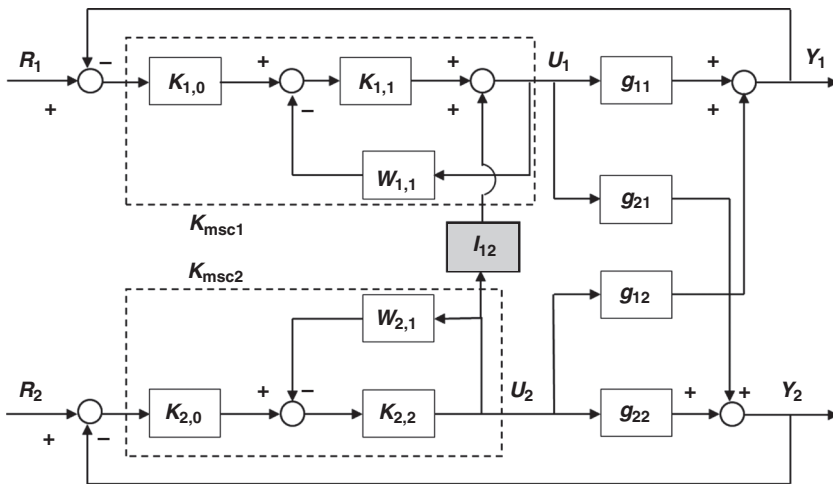 R1 − + K1,0 + − K1,1 + + U1 g11 + + Y1
W1,1
g21
Kmsc1
I12
Kmsc2
g12
W2,1
R2 + − K2,0 + − K2,2 U2 g22 + + Y2